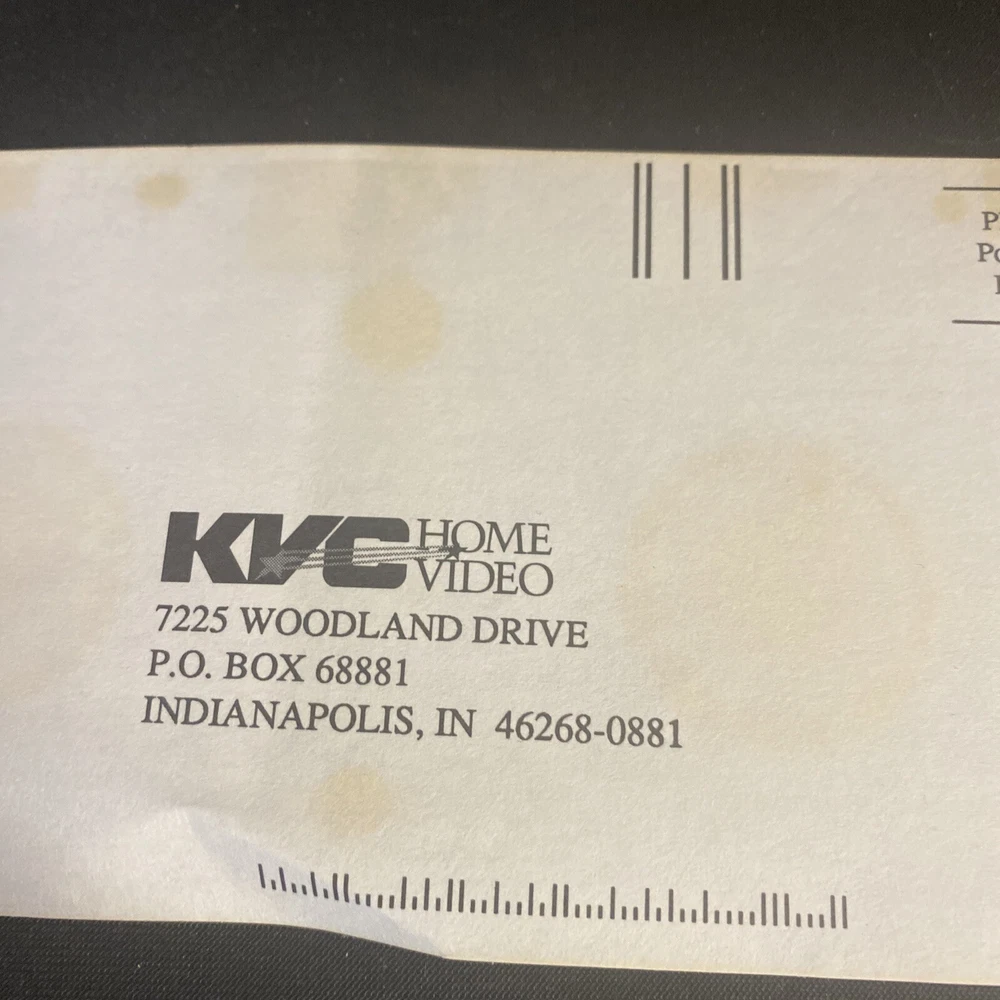 KVC HOME
VIDEO
7225 WOODLAND DRIVE
P.O. BOX 68881
INDIANAPOLIS, IN 46268-0881